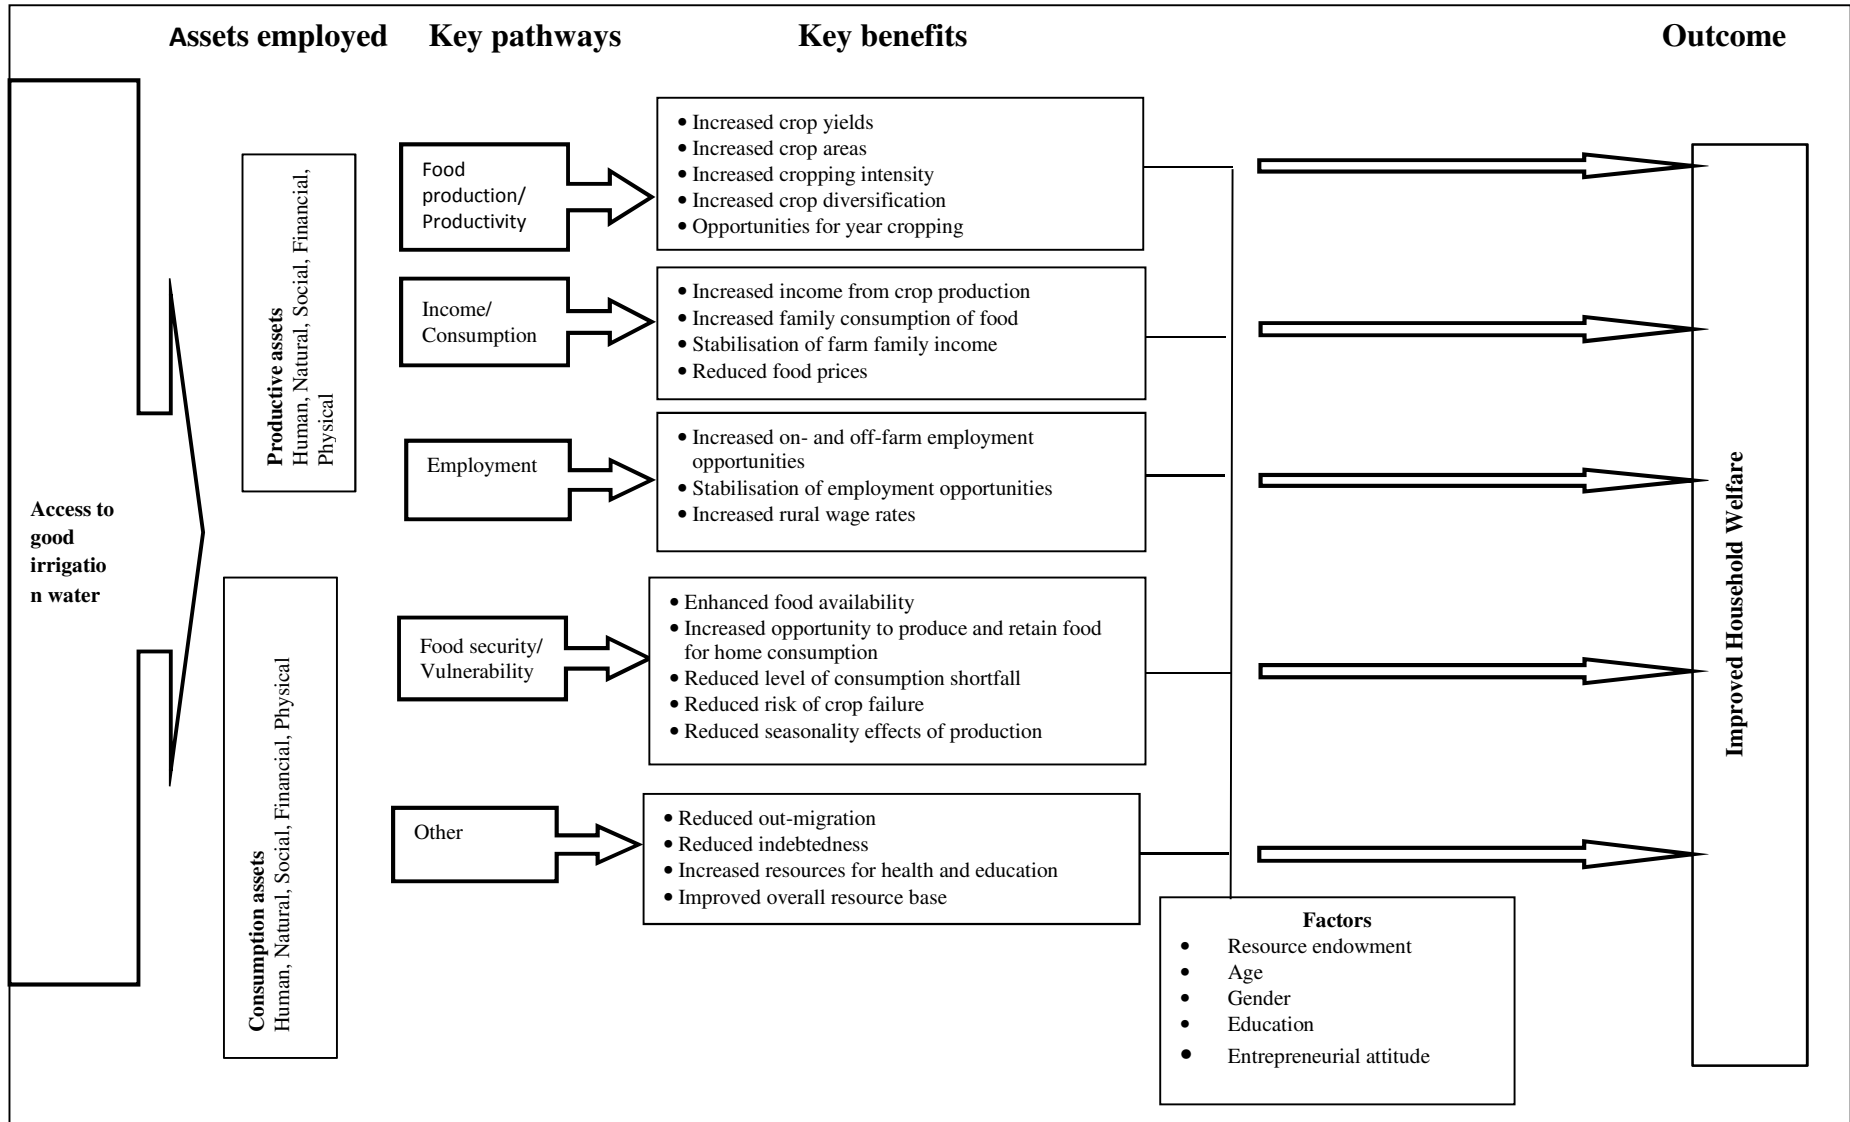 Assets employed
Key pathways
Key benefits
Outcome
Access to
good
irrigatio
n water
Productive assets
Human, Natural, Social, Financial,
Physical
Consumption assets
Human, Natural, Social, Financial, Physical
Food
production/
Productivity
• Increased crop yields
• Increased crop areas
• Increased cropping intensity
• Increased crop diversification
• Opportunities for year cropping
Income/
Consumption
• Increased income from crop production
• Increased family consumption of food
• Stabilisation of farm family income
• Reduced food prices
Employment
• Increased on- and off-farm employment
opportunities
• Stabilisation of employment opportunities
• Increased rural wage rates
Food security/
Vulnerability
• Enhanced food availability
• Increased opportunity to produce and retain food
for home consumption
• Reduced level of consumption shortfall
• Reduced risk of crop failure
• Reduced seasonality effects of production
Other
• Reduced out-migration
• Reduced indebtedness
• Increased resources for health and education
• Improved overall resource base
Factors
• Resource endowment
• Age
• Gender
• Education
• Entrepreneurial attitude
Improved Household Welfare